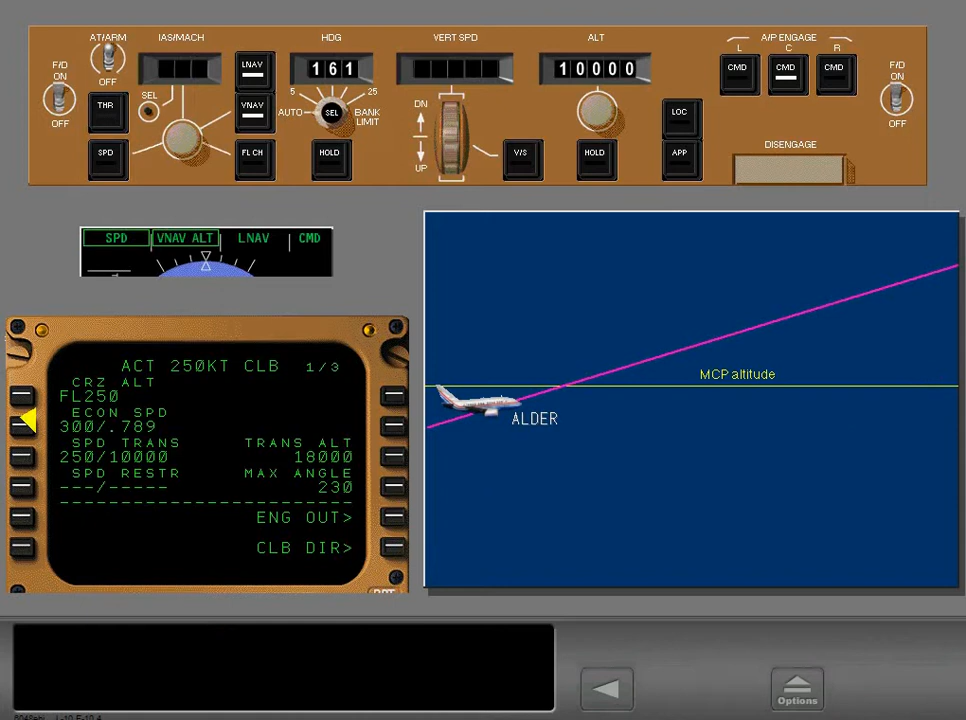 AT/ARM IAS/MACH HDG VERT SPD ALT A/P ENGAGE
L C R
F/D ON OFF
OFF
LNAV
161
10000
CMD CMD CMD
F/D ON OFF
SEL
5 25
DN
THR
VNAV
AUTO SEL BANK LIMIT
LOC
SPD
FL CH
HOLD
UP
V/S
HOLD
APP
DISENGAGE
SPD VNAV ALT LNAV CMD
ACT 250KT CLB 1/3
CRZ ALT
FL250
ECON SPD
300/.789
SPD TRANS TRANS ALT
250/10000 18000
SPD RESTR MAX ANGLE
---/----- 230
------------------------
ENG OUT>
CLB DIR>
MCP altitude
ALDER
Options